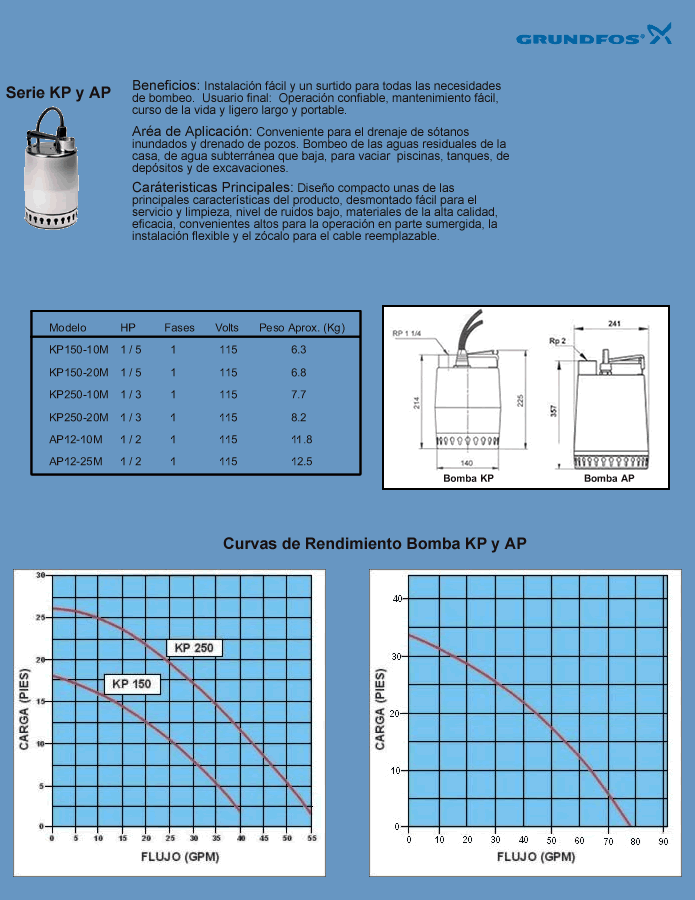 GRUNDFOS
Serie KP y AP
Beneficios: Instalación fácil y un surtido para todas las necesidades
de bombeo. Usuario final: Operación confiable, mantenimiento fácil,
curso de la vida y ligero largo y portable.
Aréa de Aplicación: Conveniente para el drenaje de sótanos
inundados y drenado de pozos. Bombeo de las aguas residuales de la
casa, de agua subterránea que baja, para vaciar piscinas, tanques, de
depósitos y de excavaciones.
Caráteristicas Principales: Diseño compacto unas de las
principales características del producto, desmontado fácil para el
servicio y limpieza, nivel de ruidos bajo, materiales de la alta calidad,
eficacia, convenientes altos para la operación en parte sumergida, la
instalación flexible y el zócalo para el cable reemplazable.
Modelo HP Fases Volts Peso Aprox. (Kg)
KP150-10M 1 / 5 1 115 6.3
KP150-20M 1 / 5 1 115 6.8
KP250-10M 1 / 3 1 115 7.7
KP250-20M 1 / 3 1 115 8.2
AP12-10M 1 / 2 1 115 11.8
AP12-25M 1 / 2 1 115 12.5
RP 1 1/4
214
225
140
Bomba KP
241
Rp 2
357
Bomba AP
Curvas de Rendimiento Bomba KP y AP
CARGA (PIES)
30
25
20
15
10
5
0
KP 250
KP 150
0 5 10 15 20 25 30 35 40 45 50 55
FLUJO (GPM)
CARGA (PIES)
40
30
20
10
0
0 10 20 30 40 50 60 70 80 90
FLUJO (GPM)